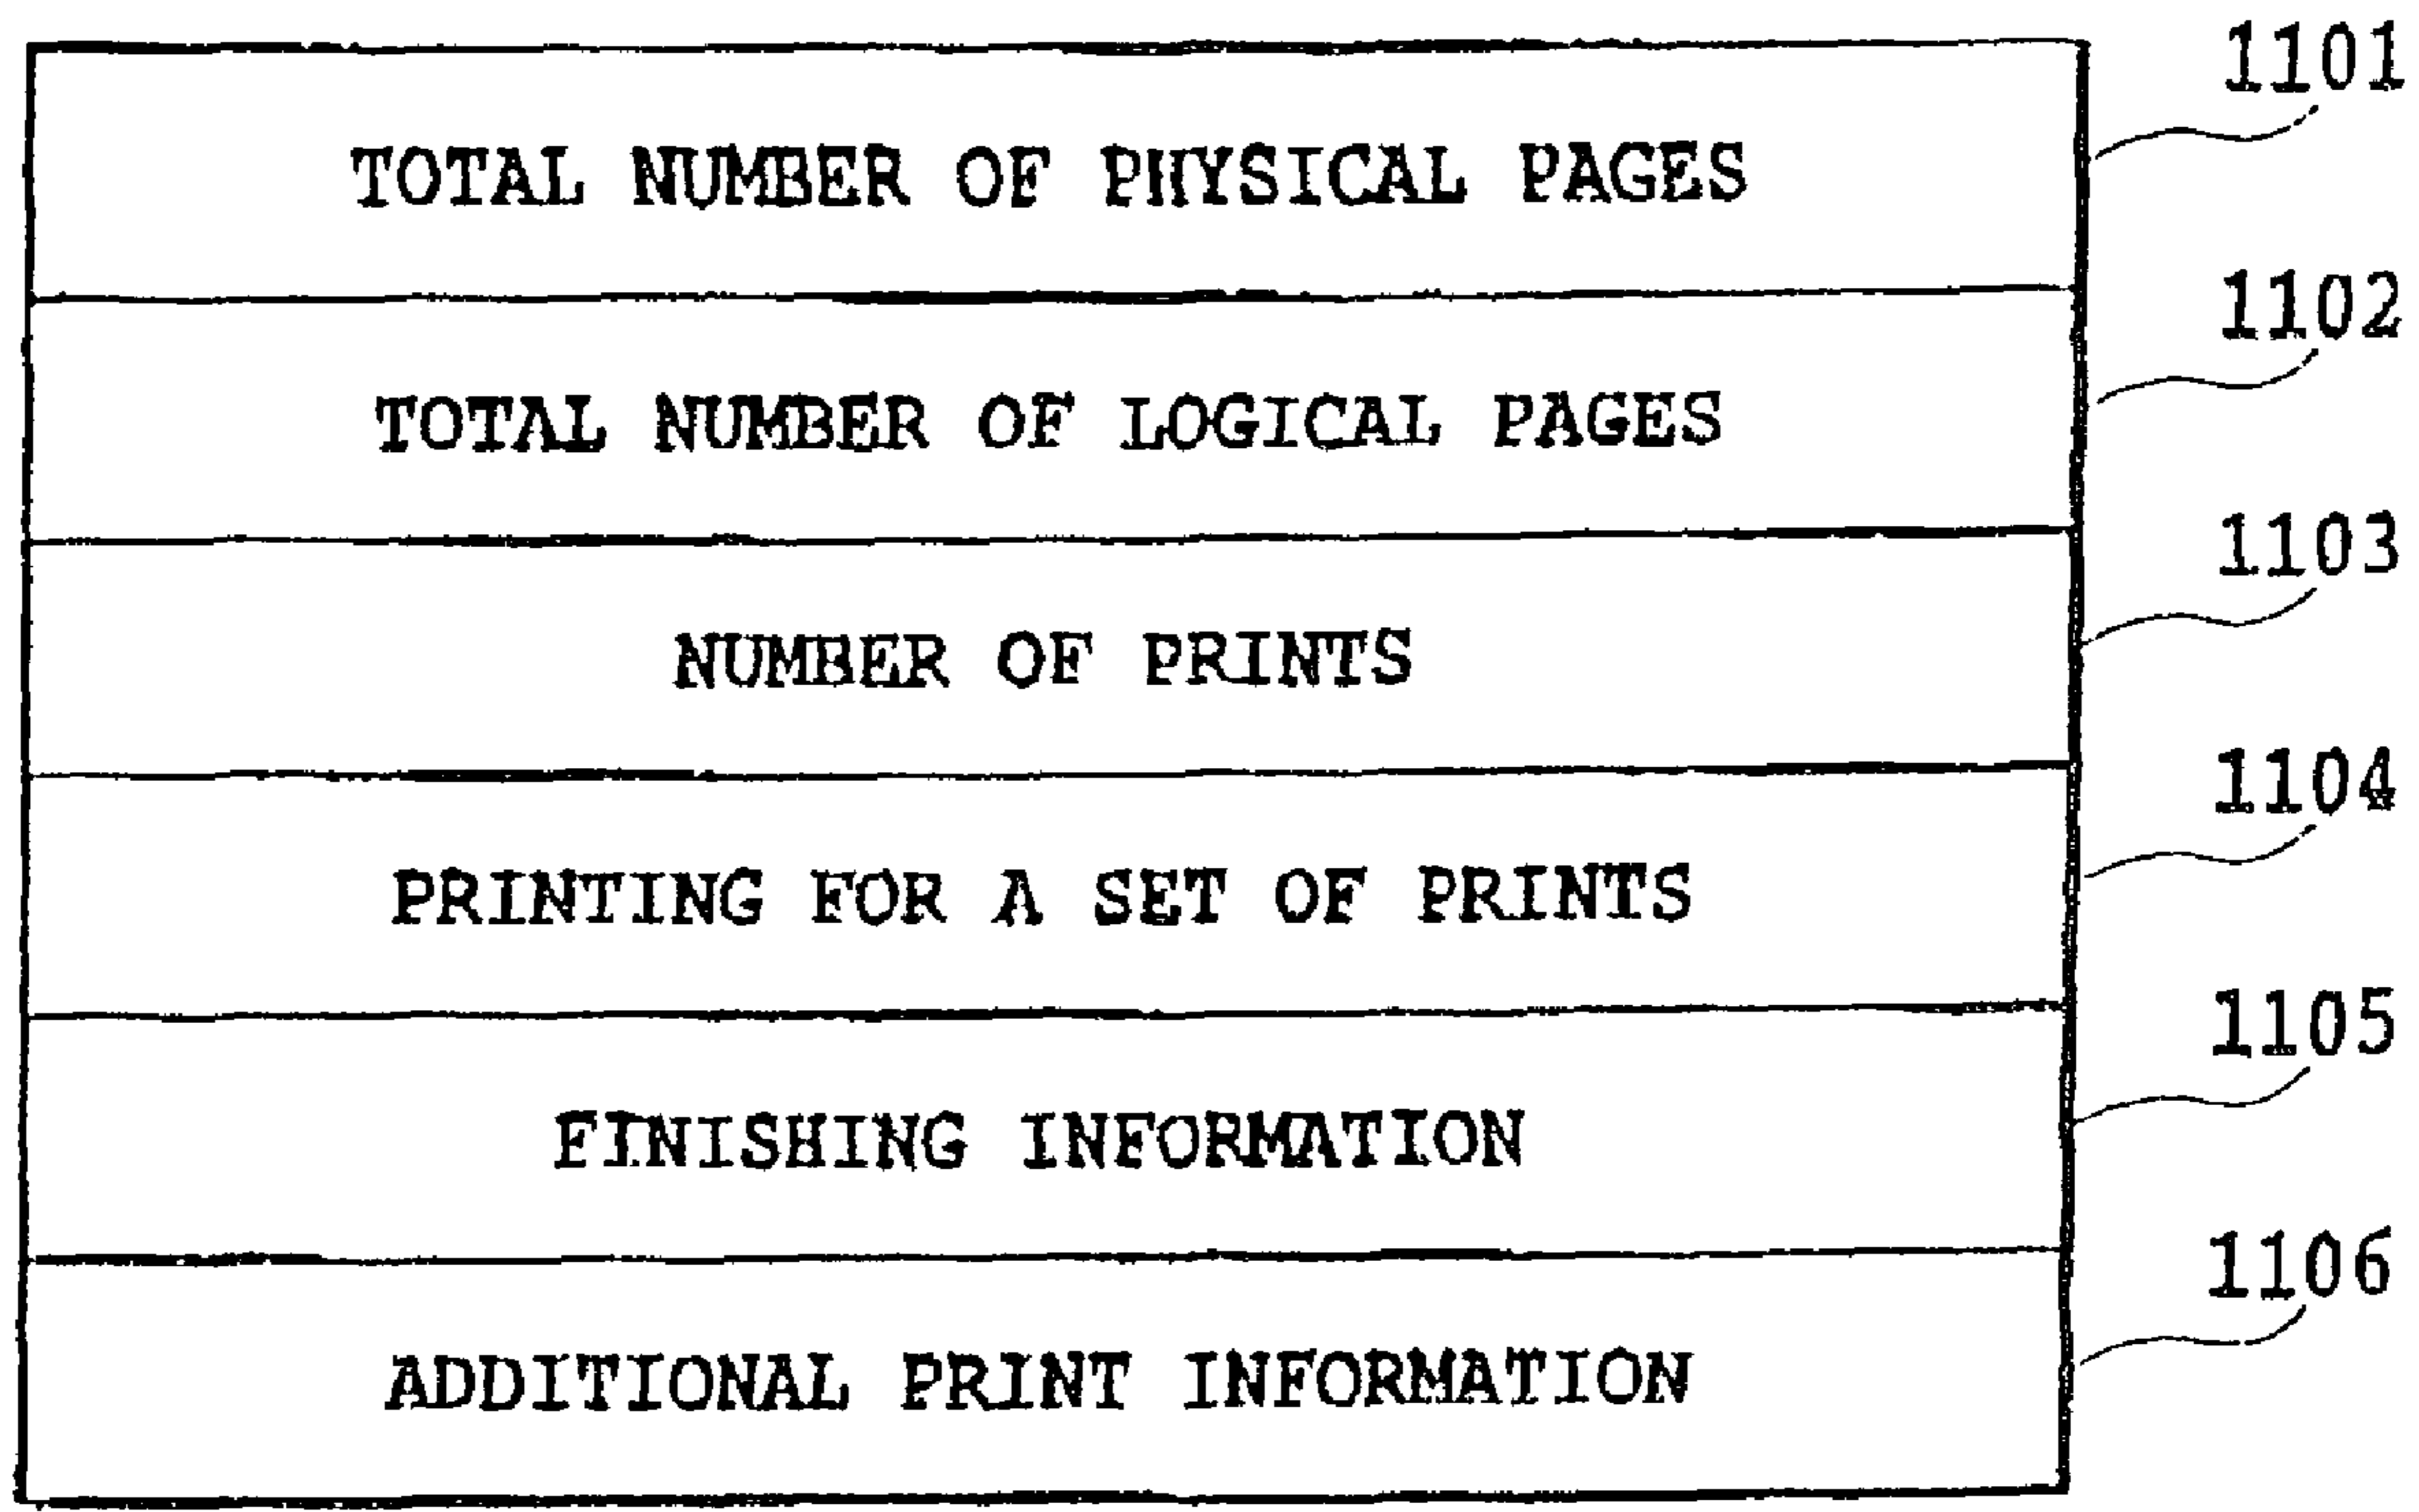 1101
TOTAL NUMBER OF PHYSICAL PAGES
1102
TOTAL NUMBER OF LOGICAL PAGES
1103
NUMBER OF PRINTS
1104
PRINTING FOR A SET OF PRINTS
1105
FINISHING INFORMATION
1106
ADDITIONAL PRINT INFORMATION